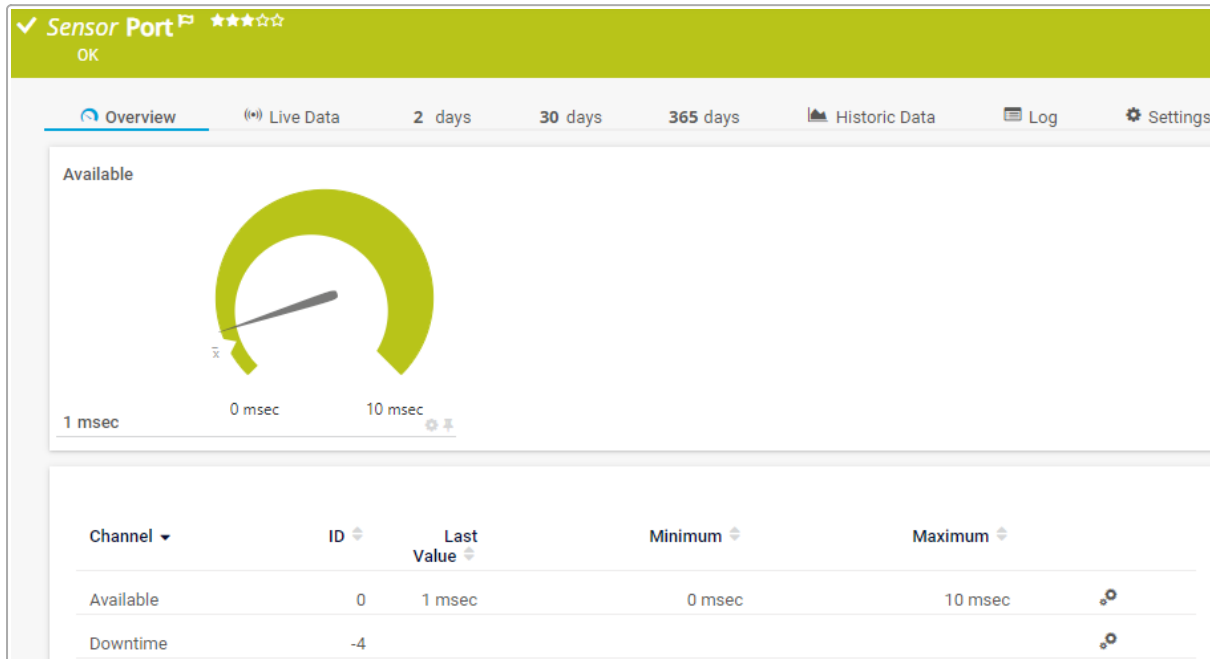 Sensor Port
OK
Overview Live Data 2 days 30 days 365 days Historic Data Log Settings
Available
x̄
0 msec 10 msec
1 msec
Channel ID Last Value Minimum Maximum
Available 0 1 msec 0 msec 10 msec
Downtime -4